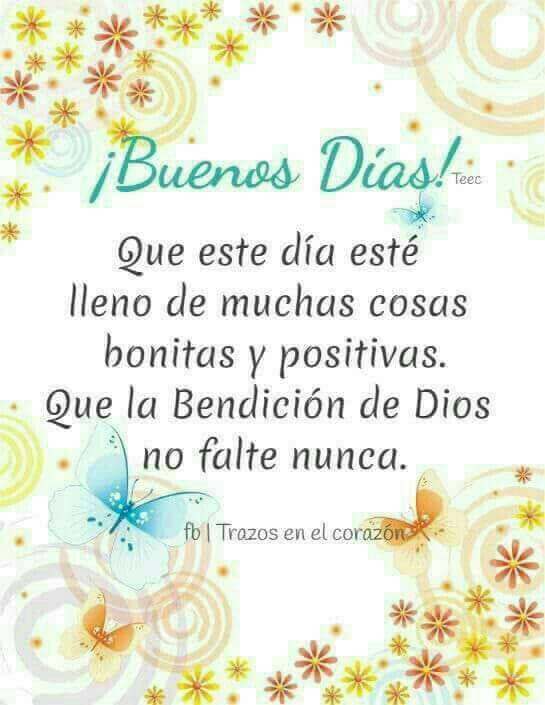 ¡Buenos Días!
Teec
Que este día esté
lleno de muchas cosas
bonitas y positivas.
Que la Bendición de Dios
no falte nunca.
fb | Trazos en el corazón